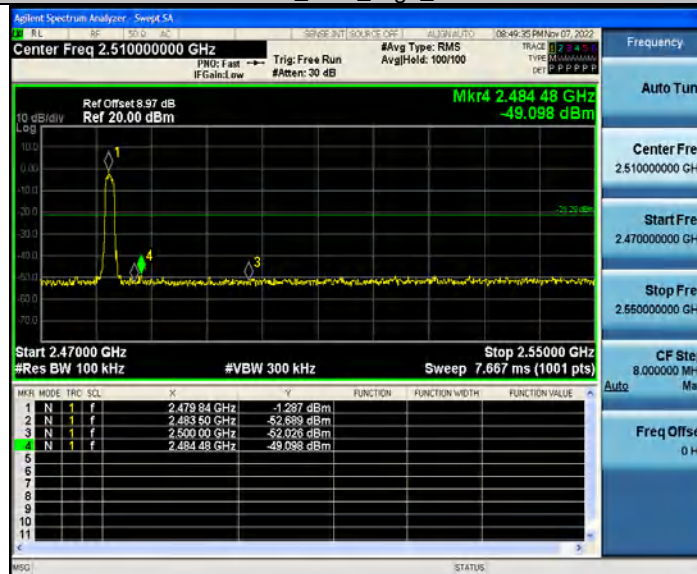 Agilent Spectrum Analyzer - Swept SA
RL RF 50 Ω AC SENSE:INT SOURCE OFF ALIGN AUTO 08:49:35 PM Nov 07, 2022
Center Freq 2.510000000 GHz
PNO: Fast
IFGain:Low
Trig: Free Run
#Atten: 30 dB
#Avg Type: RMS
Avg|Hold: 100/100
TRACE 1 2 3 4 5 6
TYPE M
DET P P P P P P
Ref Offset 8.97 dB
Ref 20.00 dBm
10 dB/div
Log
Mkr4 2.484 48 GHz
-49.098 dBm
10.0
0.00
-10.0
-20.0
-30.0
-40.0
-50.0
-60.0
-70.0
1
4
3
Start 2.47000 GHz
Stop 2.55000 GHz
#Res BW 100 kHz
#VBW 300 kHz
Sweep 7.667 ms (1001 pts)
MKR MODE TRC SCL X Y FUNCTION FUNCTION WIDTH FUNCTION VALUE
1 N 1 f 2.479 84 GHz -1.287 dBm
2 N 1 f 2.483 50 GHz -52.689 dBm
3 N 1 f 2.500 00 GHz -52.026 dBm
4 N 1 f 2.484 48 GHz -49.098 dBm
5
6
7
8
9
10
11
MSG
STATUS
Frequency
Auto Tun
Center Fre
2.510000000 GH
Start Fre
2.470000000 GH
Stop Fre
2.550000000 GH
CF Ste
8.000000 MH
Auto Ma
Freq Offse
0 H